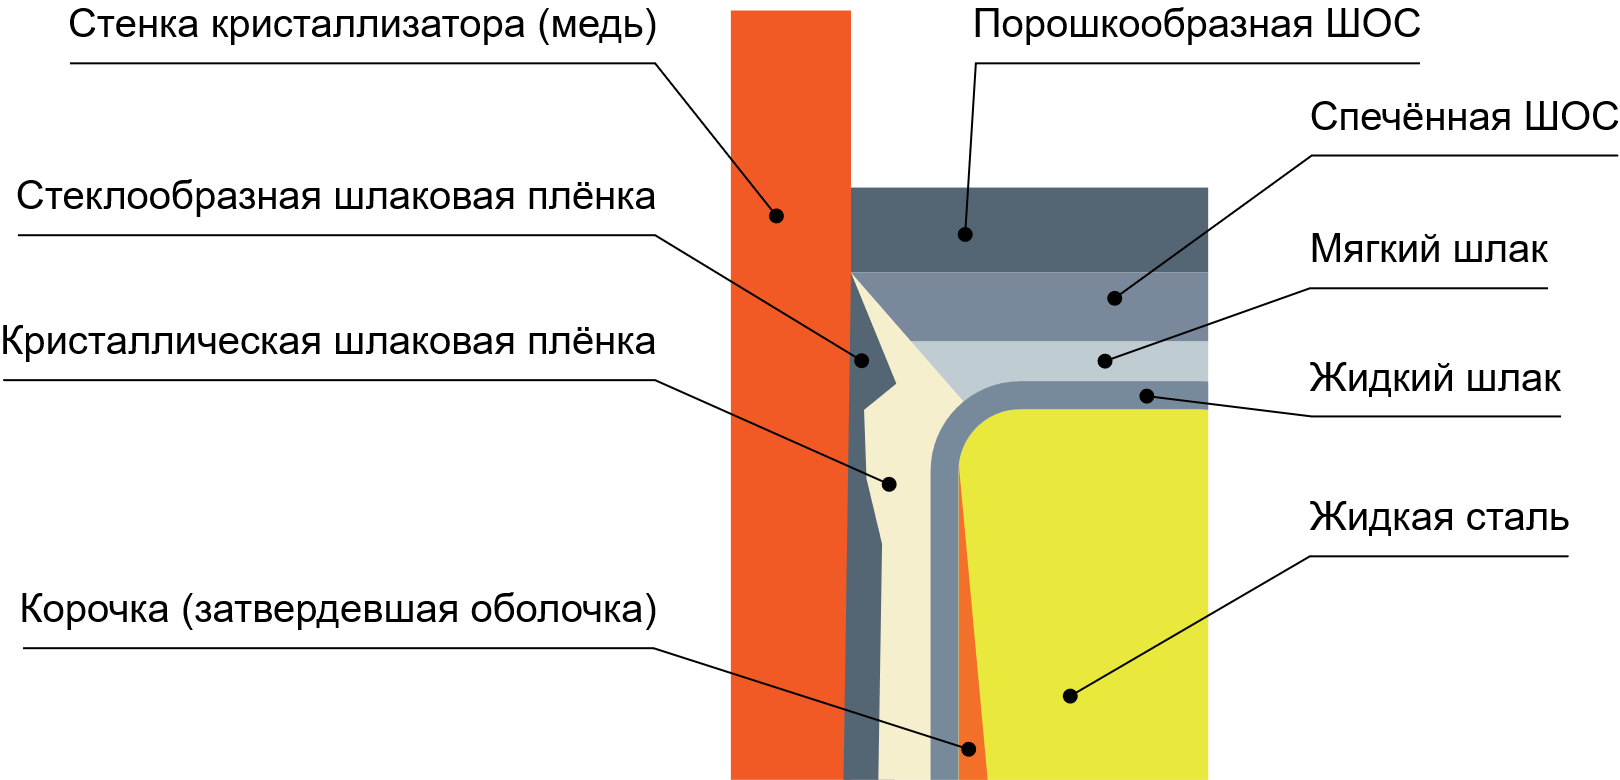 Стенка кристаллизатора (медь)
Порошкообразная ШОС
Спечённая ШОС
Стеклообразная шлаковая плёнка
Мягкий шлак
Кристаллическая шлаковая плёнка
Жидкий шлак
Жидкая сталь
Корочка (затвердевшая оболочка)